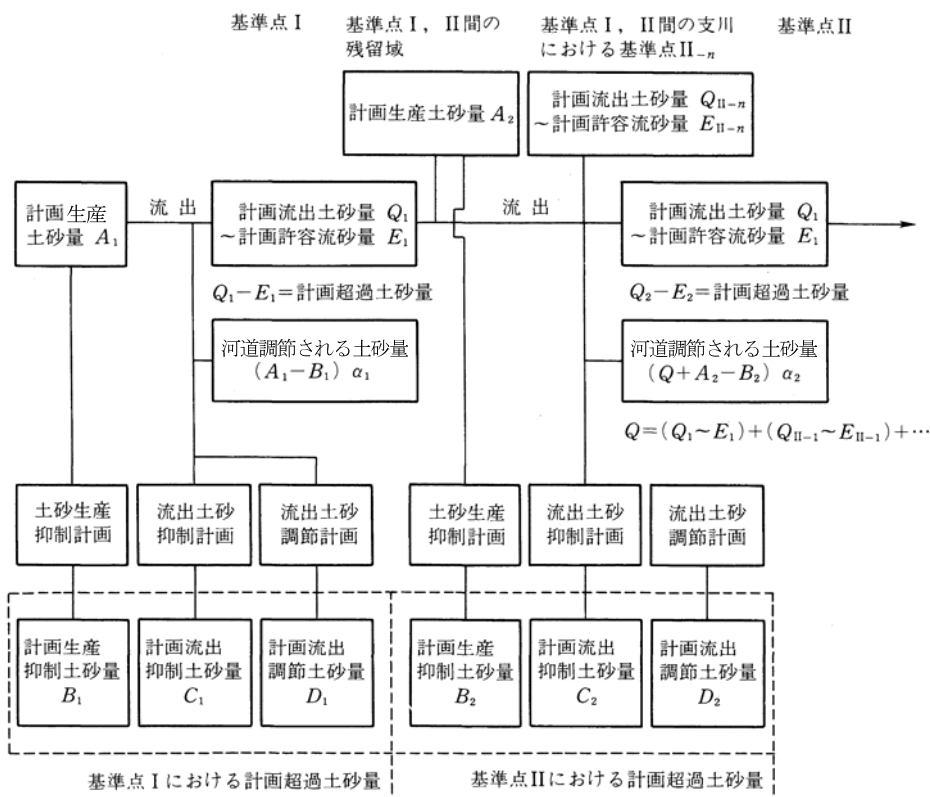 基準点Ⅰ
基準点Ⅰ，Ⅱ間の
残留域
基準点Ⅰ，Ⅱ間の支川
における基準点Ⅱ₋ₙ
基準点Ⅱ
計画生産土砂量 A₂
計画流出土砂量 Q_Ⅱ₋ₙ
～計画許容流砂量 E_Ⅱ₋ₙ
計画生産
土砂量 A₁
流出
計画流出土砂量 Q₁
～計画許容流砂量 E₁
流出
計画流出土砂量 Q₁
～計画許容流砂量 E₁
Q₁−E₁＝計画超過土砂量
Q₂−E₂＝計画超過土砂量
河道調節される土砂量
(A₁−B₁) α₁
河道調節される土砂量
(Q+A₂−B₂) α₂
Q=(Q₁~E₁)+(Q_Ⅱ₋₁~E_Ⅱ₋₁)+…
土砂生産
抑制計画
流出土砂
抑制計画
流出土砂
調節計画
土砂生産
抑制計画
流出土砂
抑制計画
流出土砂
調節計画
計画生産
抑制土砂量
B₁
計画流出
抑制土砂量
C₁
計画流出
調節土砂量
D₁
計画生産
抑制土砂量
B₂
計画流出
抑制土砂量
C₂
計画流出
調節土砂量
D₂
基準点Ⅰにおける計画超過土砂量
基準点Ⅱにおける計画超過土砂量